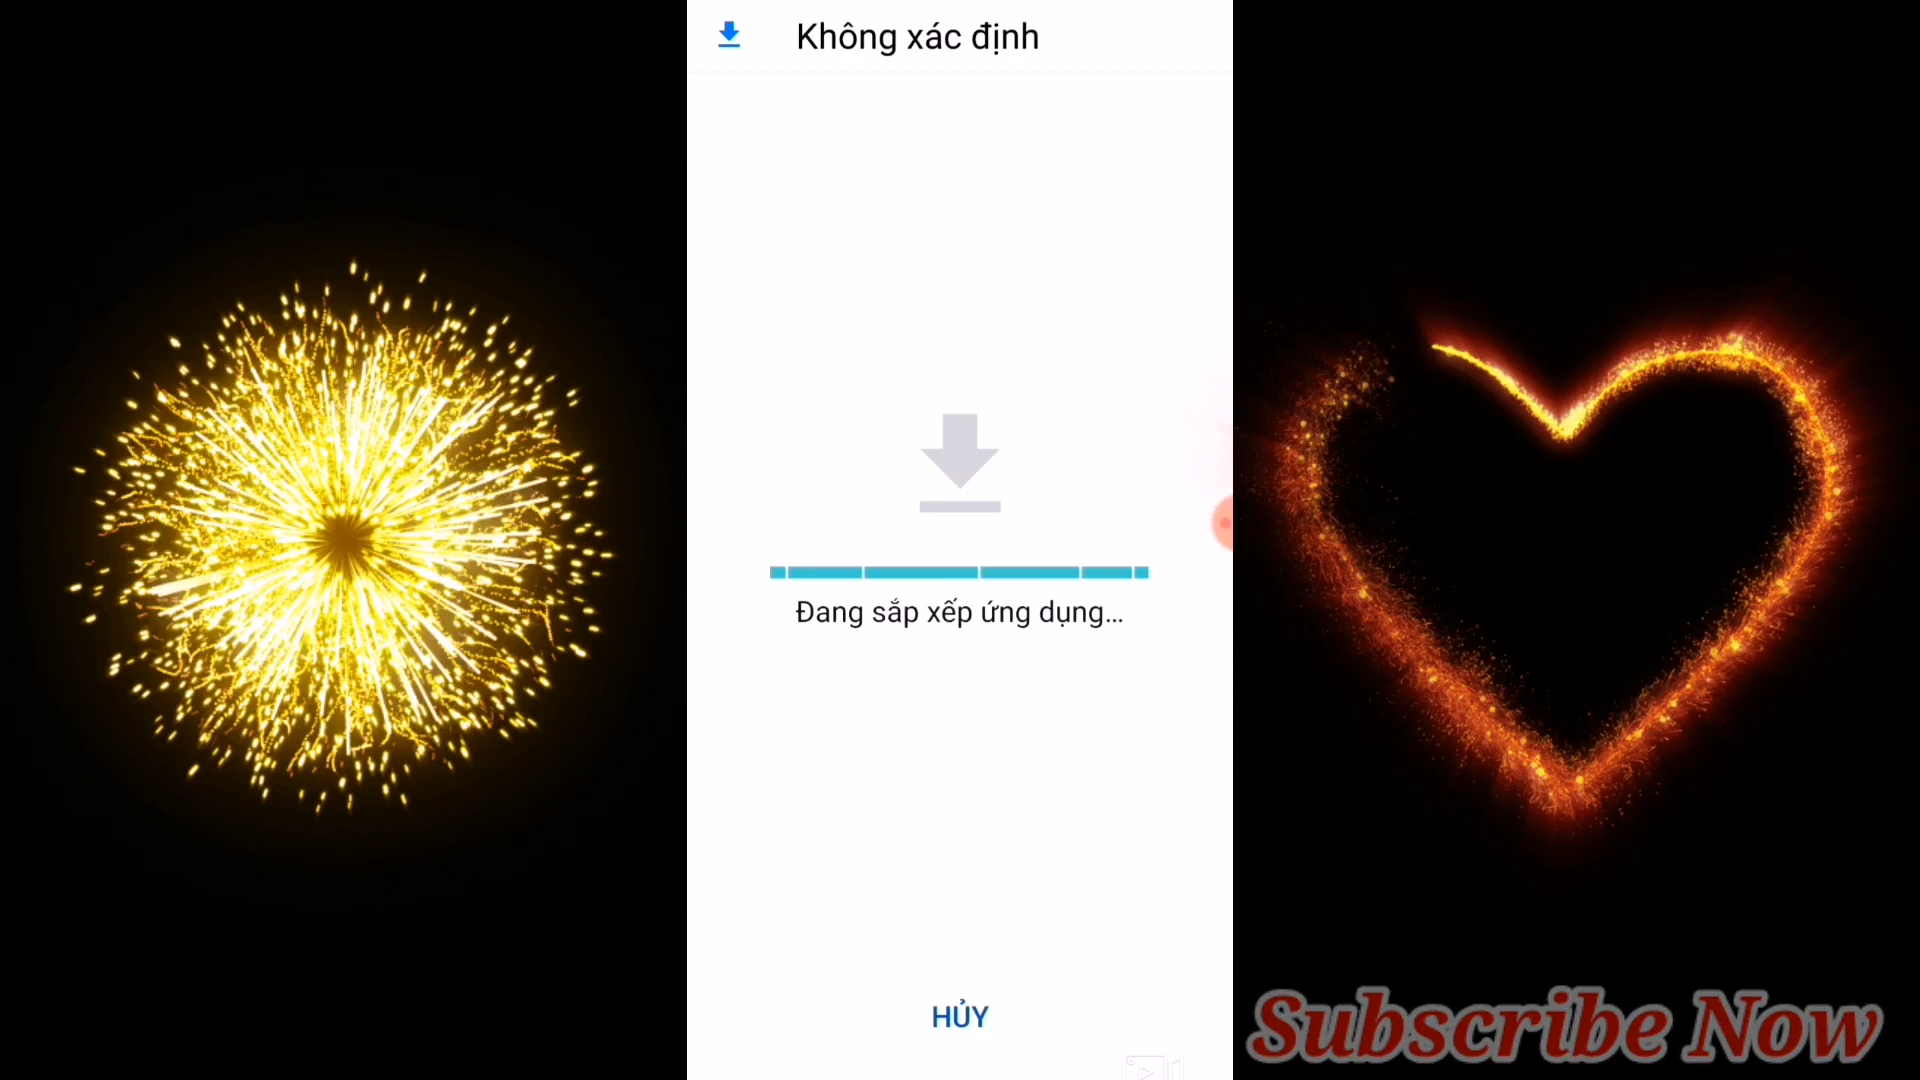 Không xác định
Đang sắp xếp ứng dụng...
HỦY
Subscribe Now